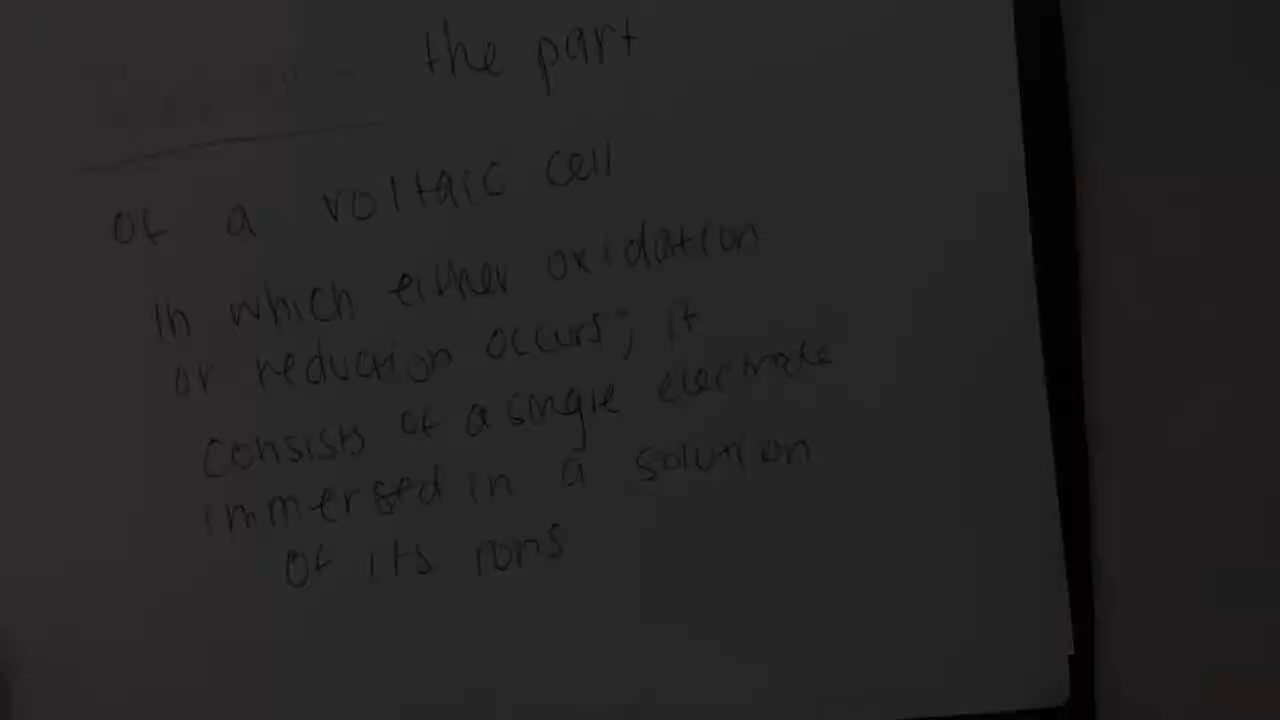 the part
of a voltaic cell
in which either oxidation
or reduction occurs; it
consists of a single electrode
immersed in a solution
of its ions